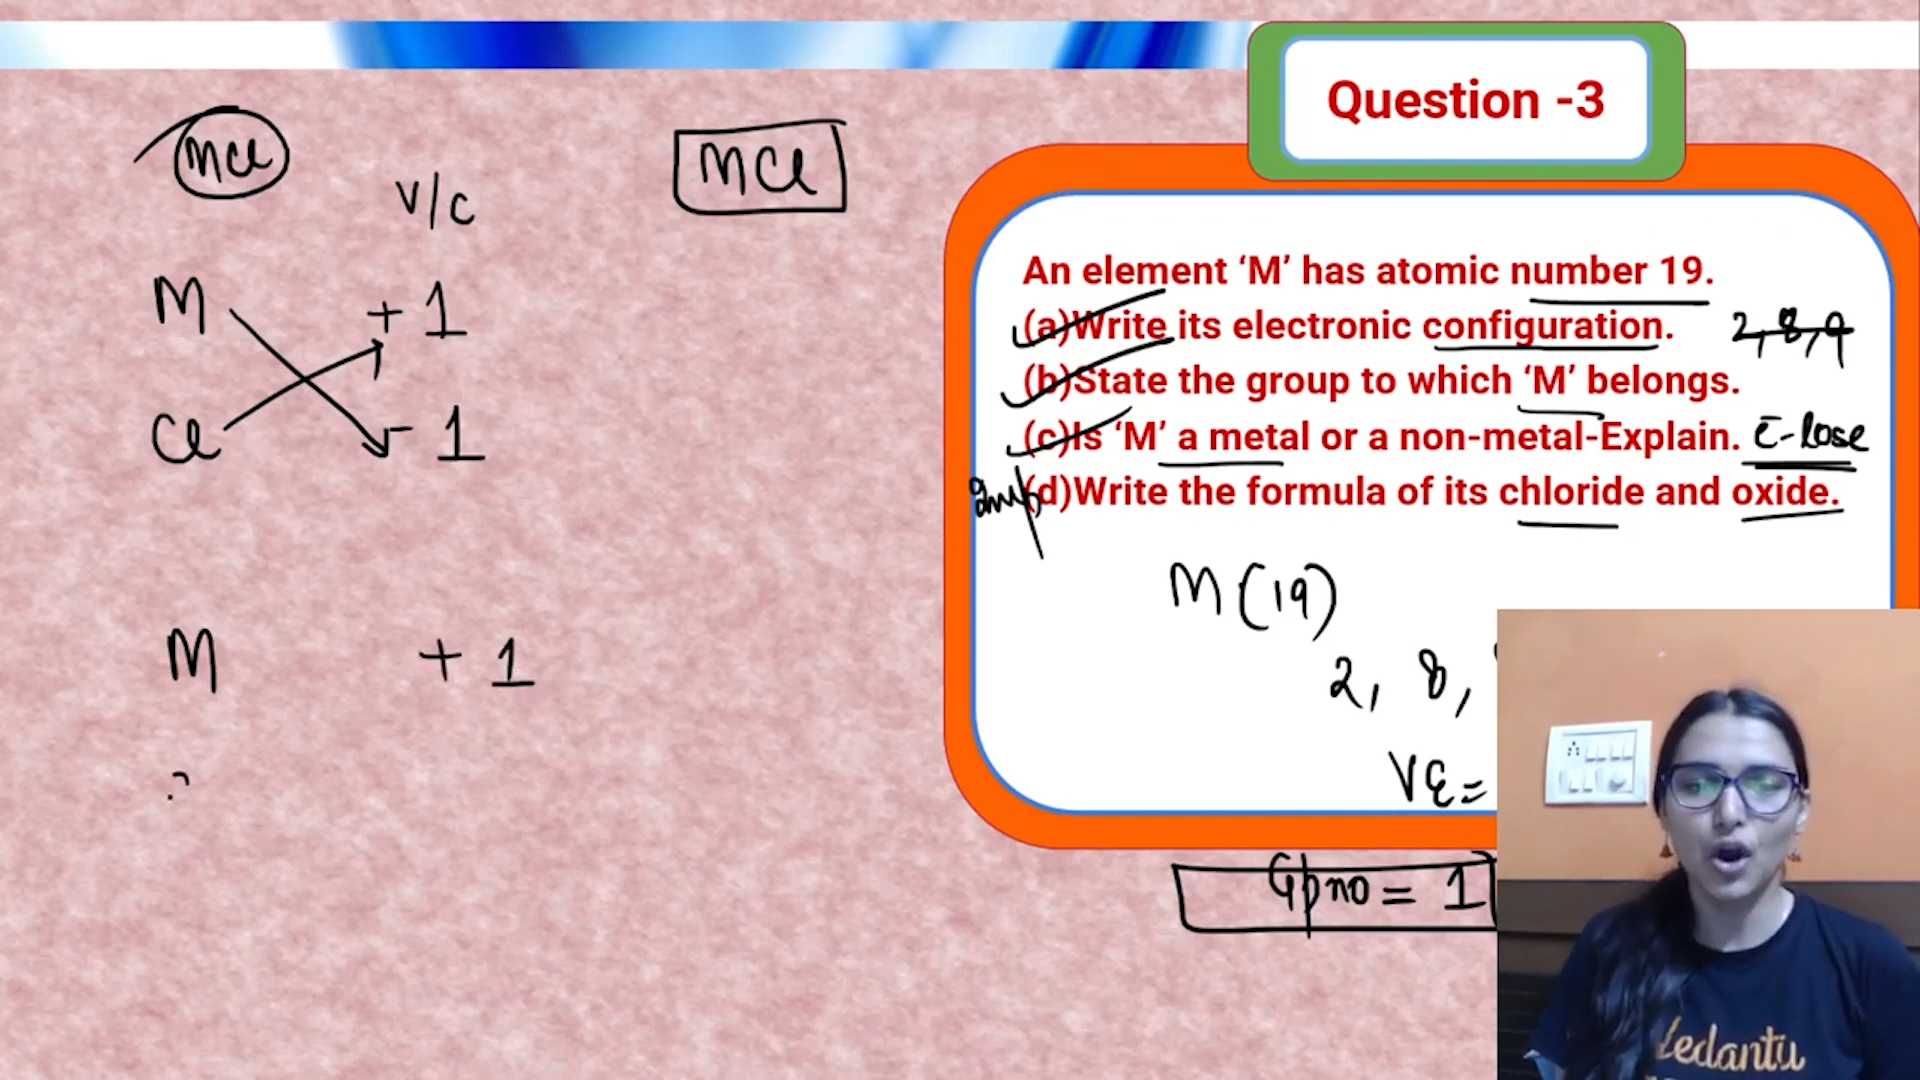 Question -3
MCl
MCl
V/C
M + 1
Cl - 1
An element ‘M’ has atomic number 19.
(a)Write its electronic configuration. 2,8,9
(b)State the group to which ‘M’ belongs.
(c)Is ‘M’ a metal or a non-metal-Explain. E-lose
(d)Write the formula of its chloride and oxide.
M (19)
2, 8,
M + 1
VE=
Gp no = 1
Vedantu